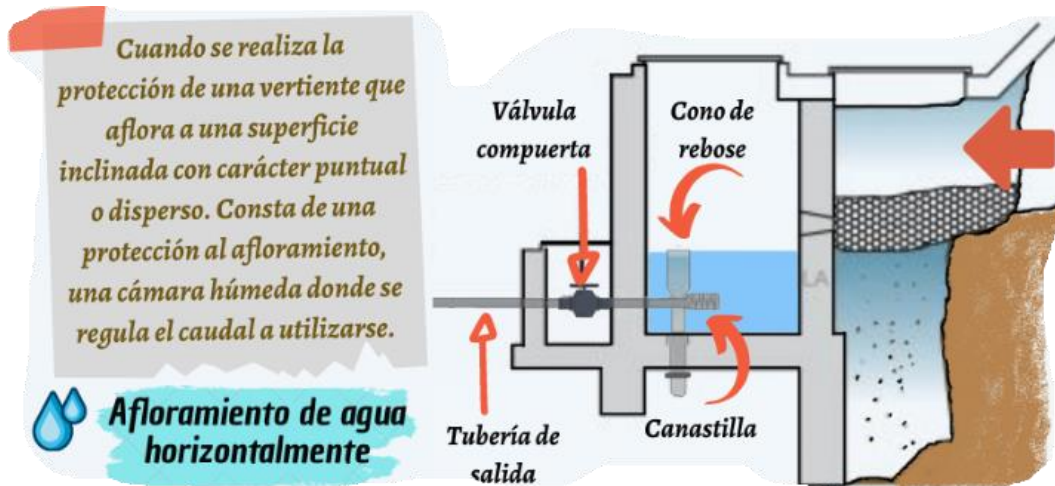 Cuando se realiza la
protección de una vertiente que
aflora a una superficie
inclinada con carácter puntual
o disperso. Consta de una
protección al afloramiento,
una cámara húmeda donde se
regula el caudal a utilizarse.
Afloramiento de agua
horizontalmente
Válvula
compuerta
Cono de
rebose
Tubería de
salida
Canastilla
LA